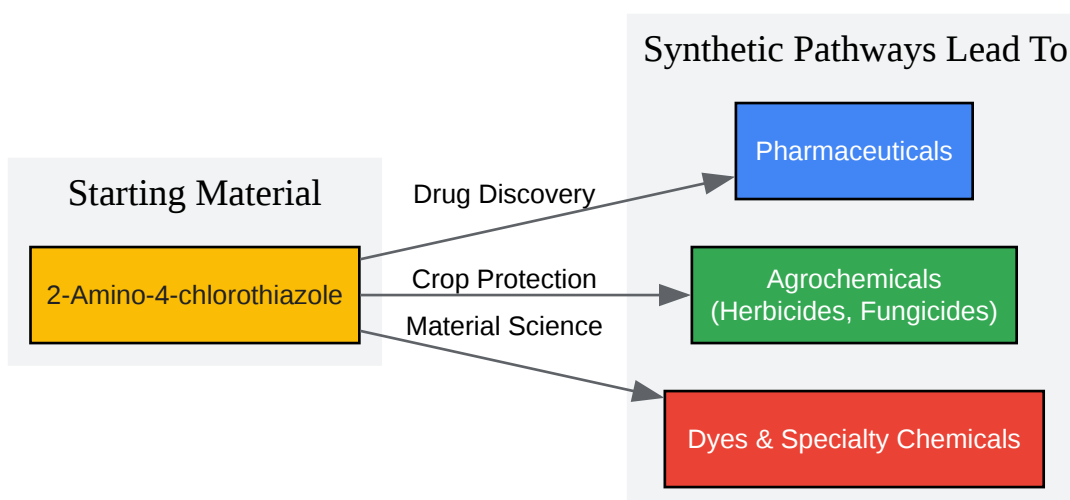 Synthetic Pathways Lead To
Pharmaceuticals
Starting Material
Drug Discovery
2-Amino-4-chlorothiazole
Crop Protection
Agrochemicals
(Herbicides, Fungicides)
Material Science
Dyes & Specialty Chemicals